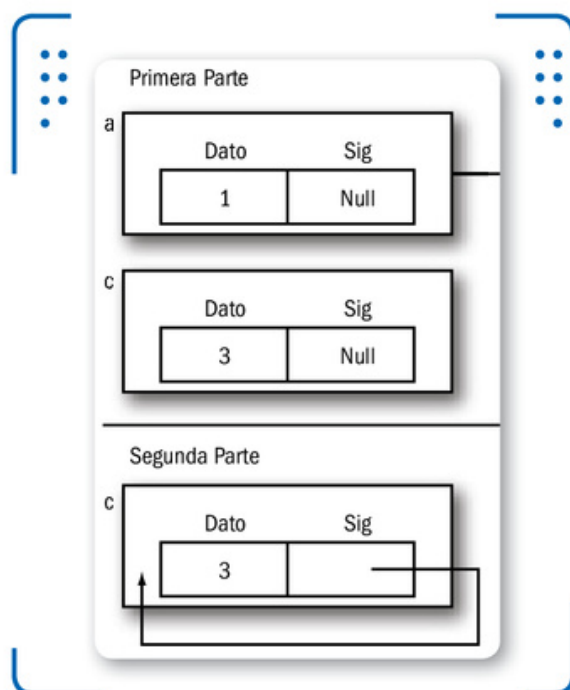 Primera Parte
a
Dato Sig
1 Null
c
Dato Sig
3 Null
Segunda Parte
c
Dato Sig
3